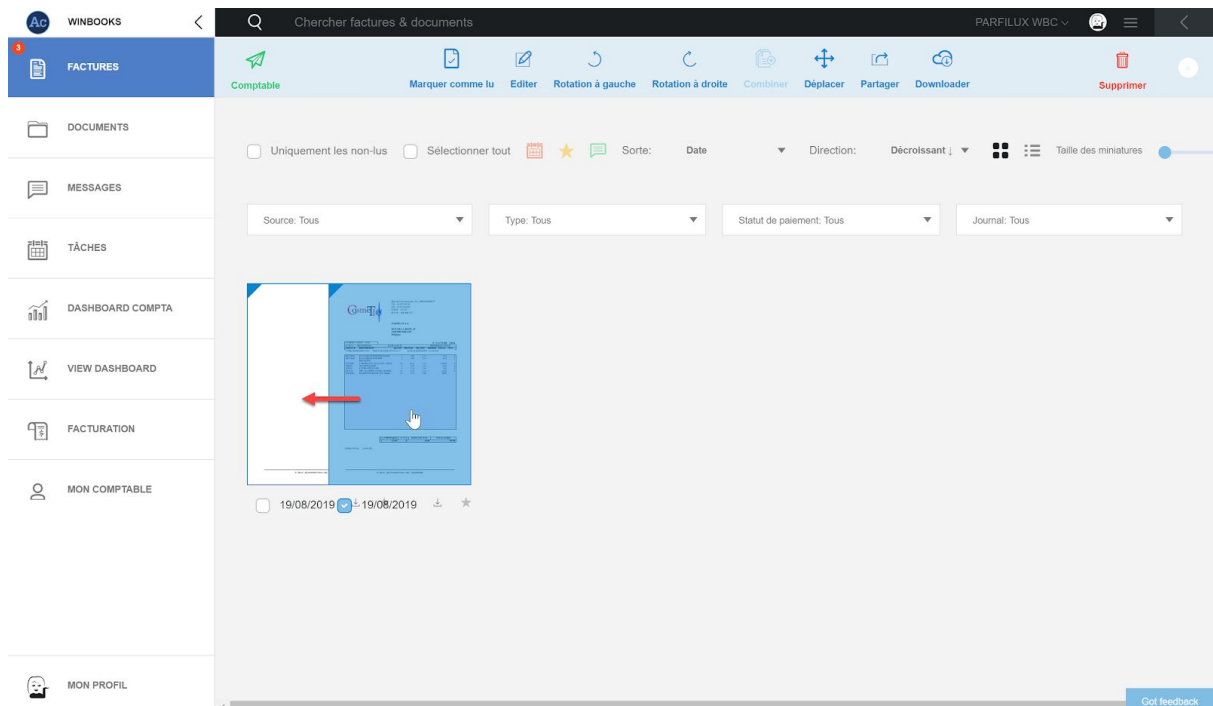 Ac WINBOOKS
Chercher factures & documents
PARFILUX WBC
3
FACTURES
DOCUMENTS
MESSAGES
TÂCHES
DASHBOARD COMPTA
VIEW DASHBOARD
FACTURATION
MON COMPTABLE
MON PROFIL
Comptable
Marquer comme lu
Editer
Rotation à gauche
Rotation à droite
Combiner
Déplacer
Partager
Downloader
Supprimer
Uniquement les non-lus
Sélectionner tout
Sorte:
Date
Direction:
Décroissant ↓
Taille des miniatures
Source: Tous
Type: Tous
Statut de paiement: Tous
Journal: Tous
19/08/2019
19/08/2019
Got feedback